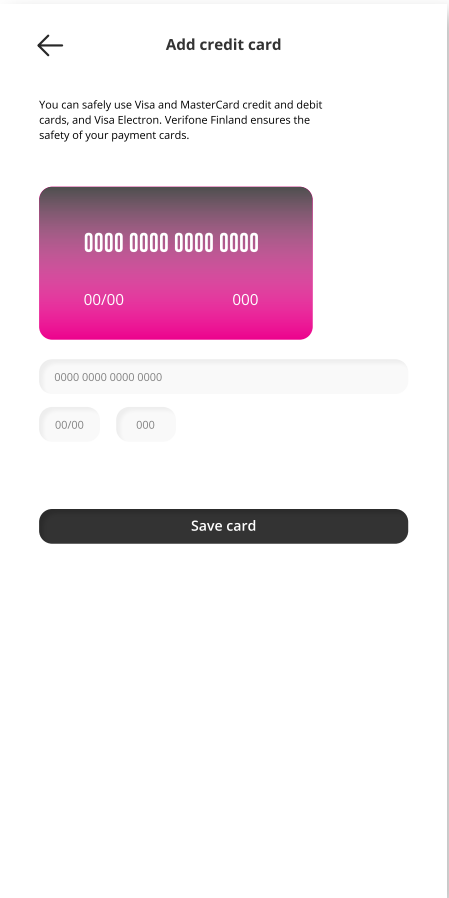 Add credit card
You can safely use Visa and MasterCard credit and debit
cards, and Visa Electron. Verifone Finland ensures the
safety of your payment cards.
0000 0000 0000 0000
00/00 000
0000 0000 0000 0000
00/00 000
Save card